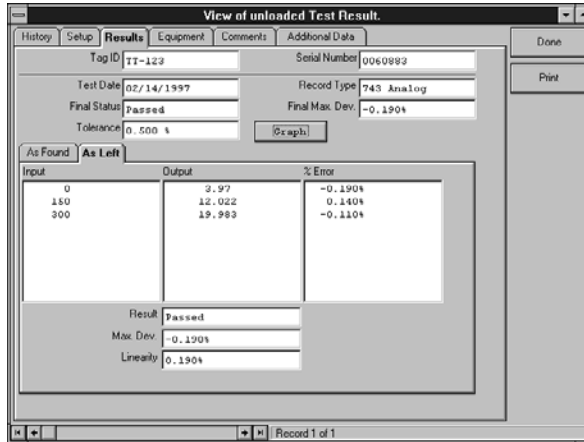 View of unloaded Test Result.
History Setup Results Equipment Comments Additional Data
Done
Tag ID TT-123 Serial Number 0060883
Print
Test Date 02/14/1997 Record Type 743 Analog
Final Status Passed Final Max. Dev. -0.190%
Tolerance 0.500 % Graph
As Found As Left
Input Output % Error
0 3.97 -0.190%
150 12.022 0.140%
300 19.983 -0.110%
Result Passed
Max. Dev. -0.190%
Linearity 0.190%
Record 1 of 1